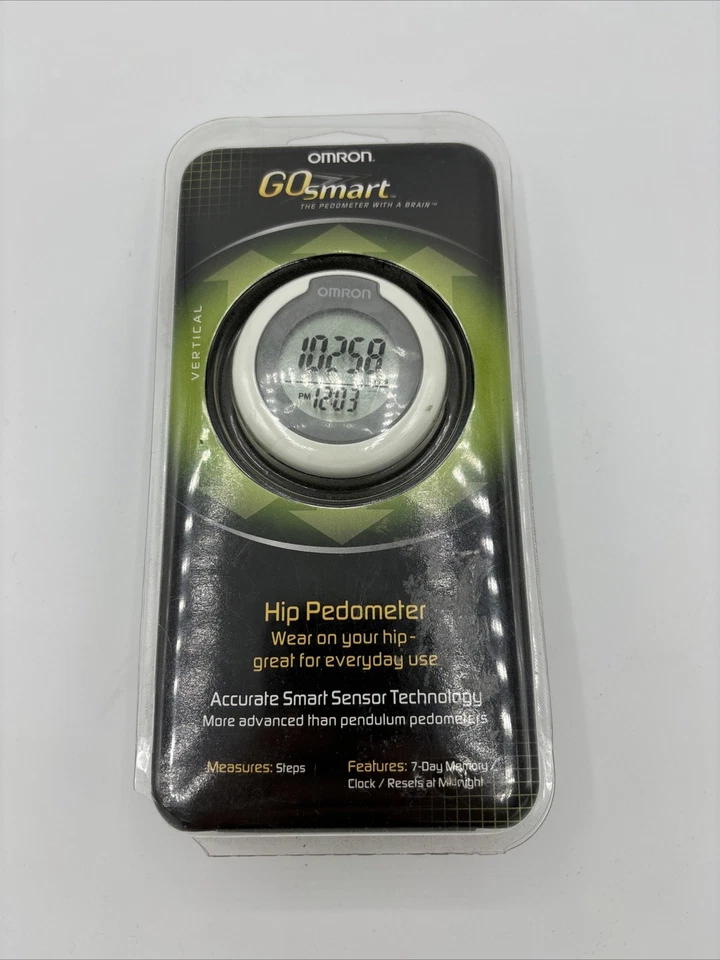 OMRON
GOsmart™
THE PEDOMETER WITH A BRAIN™
VERTICAL
OMRON
10258
PM 12:03
Hip Pedometer
Wear on your hip-
great for everyday use
Accurate Smart Sensor Technology
More advanced than pendulum pedometers
Measures: Steps
Features: 7-Day Memory /
Clock / Resets at Midnight